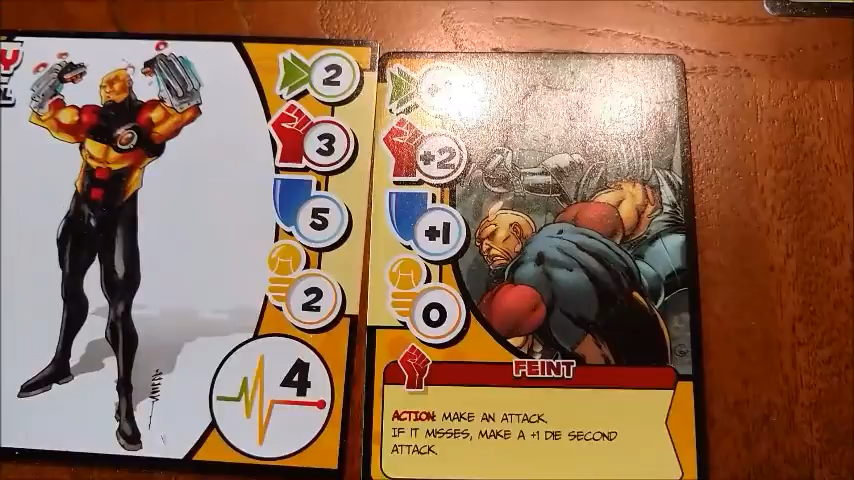 2
3
5
2
4
+2
+1
0
FEINT
ACTION: MAKE AN ATTACK.
IF IT MISSES, MAKE A +1 DIE SECOND
ATTACK.